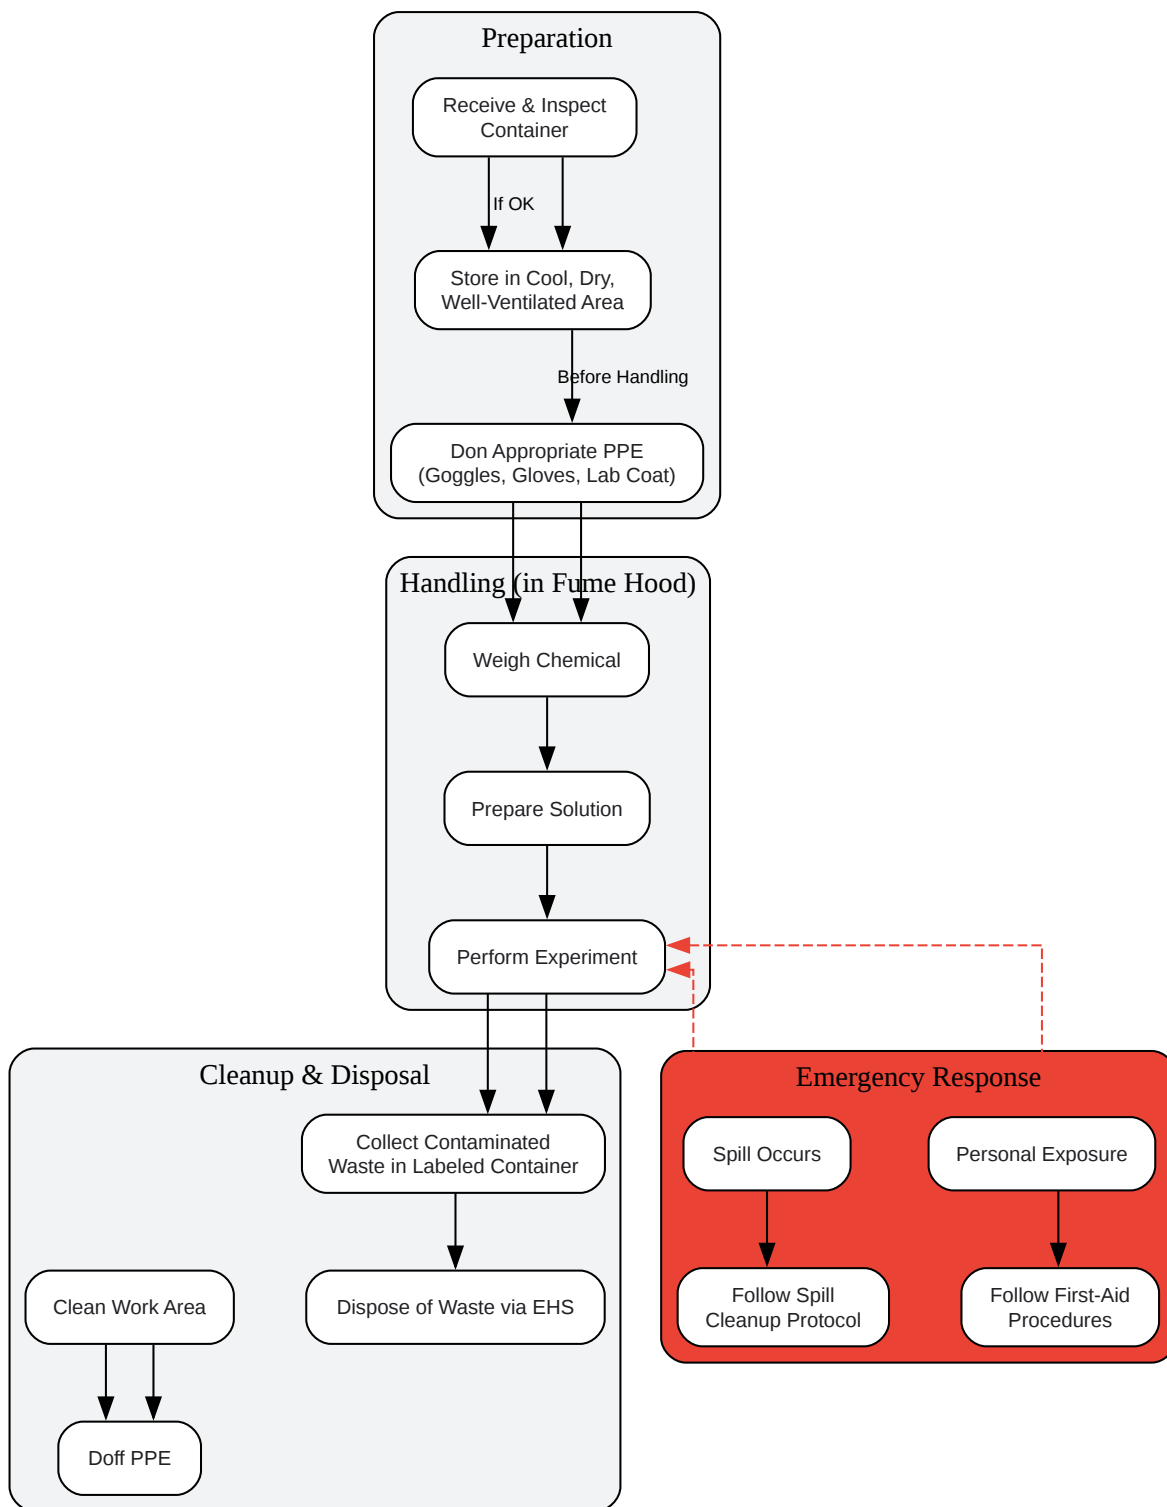 Preparation
Receive & Inspect
Container
If OK
Store in Cool, Dry,
Well-Ventilated Area
Before Handling
Don Appropriate PPE
(Goggles, Gloves, Lab Coat)
Handling (in Fume Hood)
Weigh Chemical
Prepare Solution
Perform Experiment
Cleanup & Disposal
Collect Contaminated
Waste in Labeled Container
Clean Work Area
Dispose of Waste via EHS
Doff PPE
Emergency Response
Spill Occurs
Personal Exposure
Follow Spill
Cleanup Protocol
Follow First-Aid
Procedures